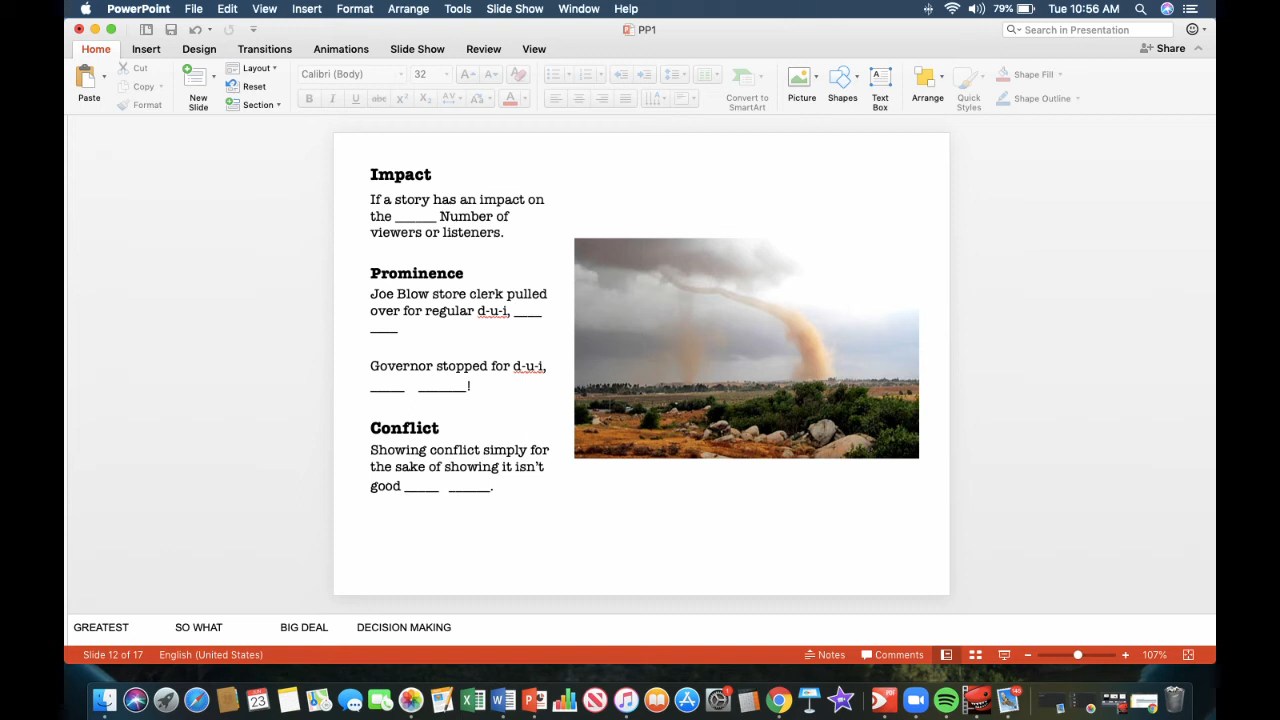 PowerPoint File Edit View Insert Format Arrange Tools Slide Show Window Help 79% Tue 10:56 AM
PP1
Search in Presentation
Home Insert Design Transitions Animations Slide Show Review View
Share
Paste
Cut
Copy
Format
New Slide
Layout
Reset
Section
Calibri (Body) 32
Convert to SmartArt
Picture
Shapes
Text Box
Arrange
Quick Styles
Shape Fill
Shape Outline
Impact
If a story has an impact on
the ______ Number of
viewers or listeners.
Prominence
Joe Blow store clerk pulled
over for regular d-u-i, ____
____
Governor stopped for d-u-i,
_____ _______!
Conflict
Showing conflict simply for
the sake of showing it isn't
good _____ ______.
GREATEST SO WHAT BIG DEAL DECISION MAKING
Slide 12 of 17 English (United States) Notes Comments 107%